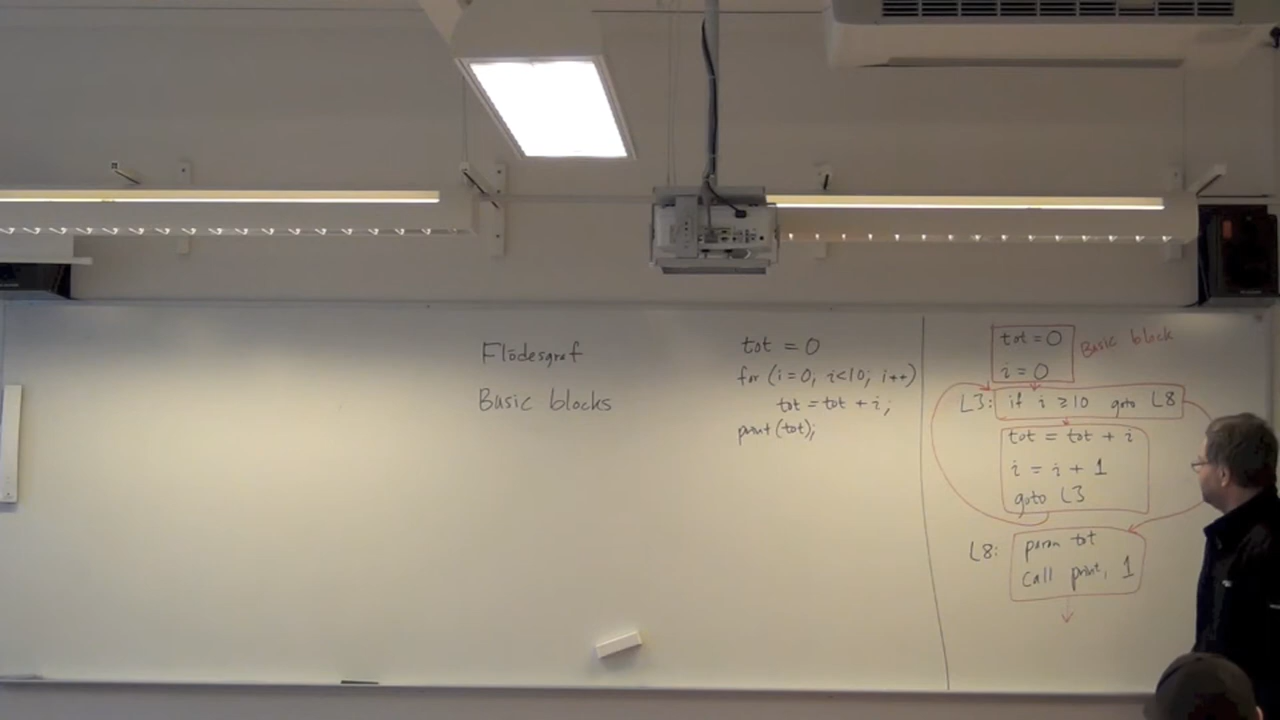 Flödesgraf
Basic blocks
tot = 0
for (i=0; i<10; i++)
tot = tot + i;
print(tot);
tot = 0
i = 0
Basic block
L3: if i ≥ 10 goto L8
tot = tot + i
i = i + 1
goto L3
L8: param tot
call print, 1